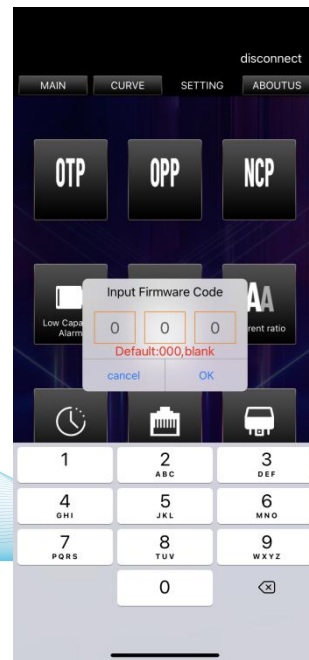 disconnect
MAIN CURVE SETTING ABOUTUS
OTP OPP NCP
Input Firmware Code
AA
Low Capa
Alarm
rent ratio
0 0 0
Default:000,blank
cancel OK
1 2 3
ABC DEF
4 5 6
GHI JKL MNO
7 8 9
PQRS TUV WXYZ
0